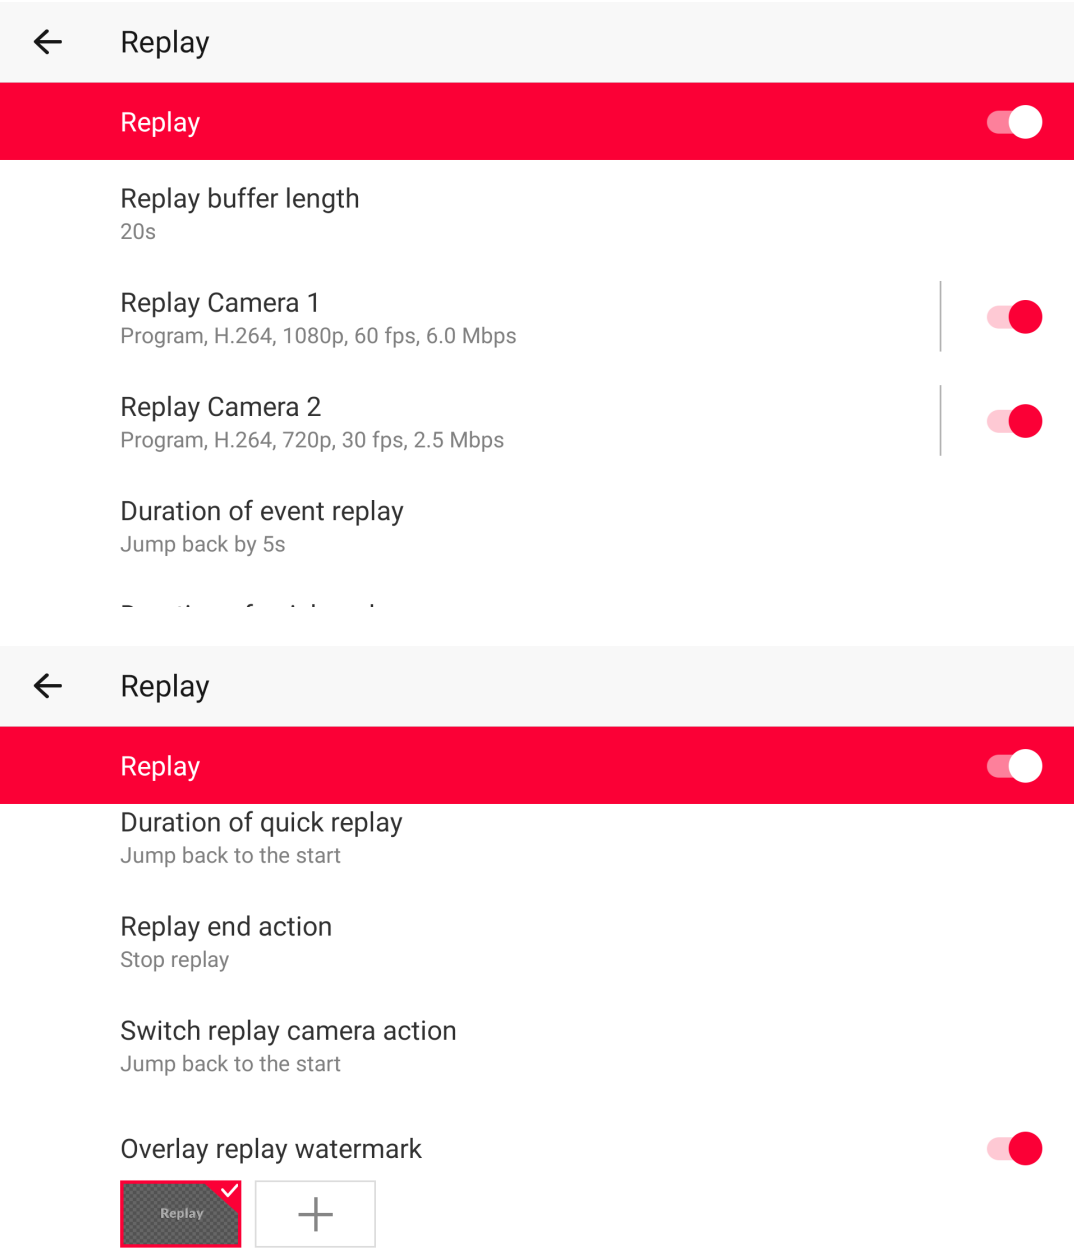 Replay
Replay
Replay buffer length
20s
Replay Camera 1
Program, H.264, 1080p, 60 fps, 6.0 Mbps
Replay Camera 2
Program, H.264, 720p, 30 fps, 2.5 Mbps
Duration of event replay
Jump back by 5s
Replay
Replay
Duration of quick replay
Jump back to the start
Replay end action
Stop replay
Switch replay camera action
Jump back to the start
Overlay replay watermark
Replay